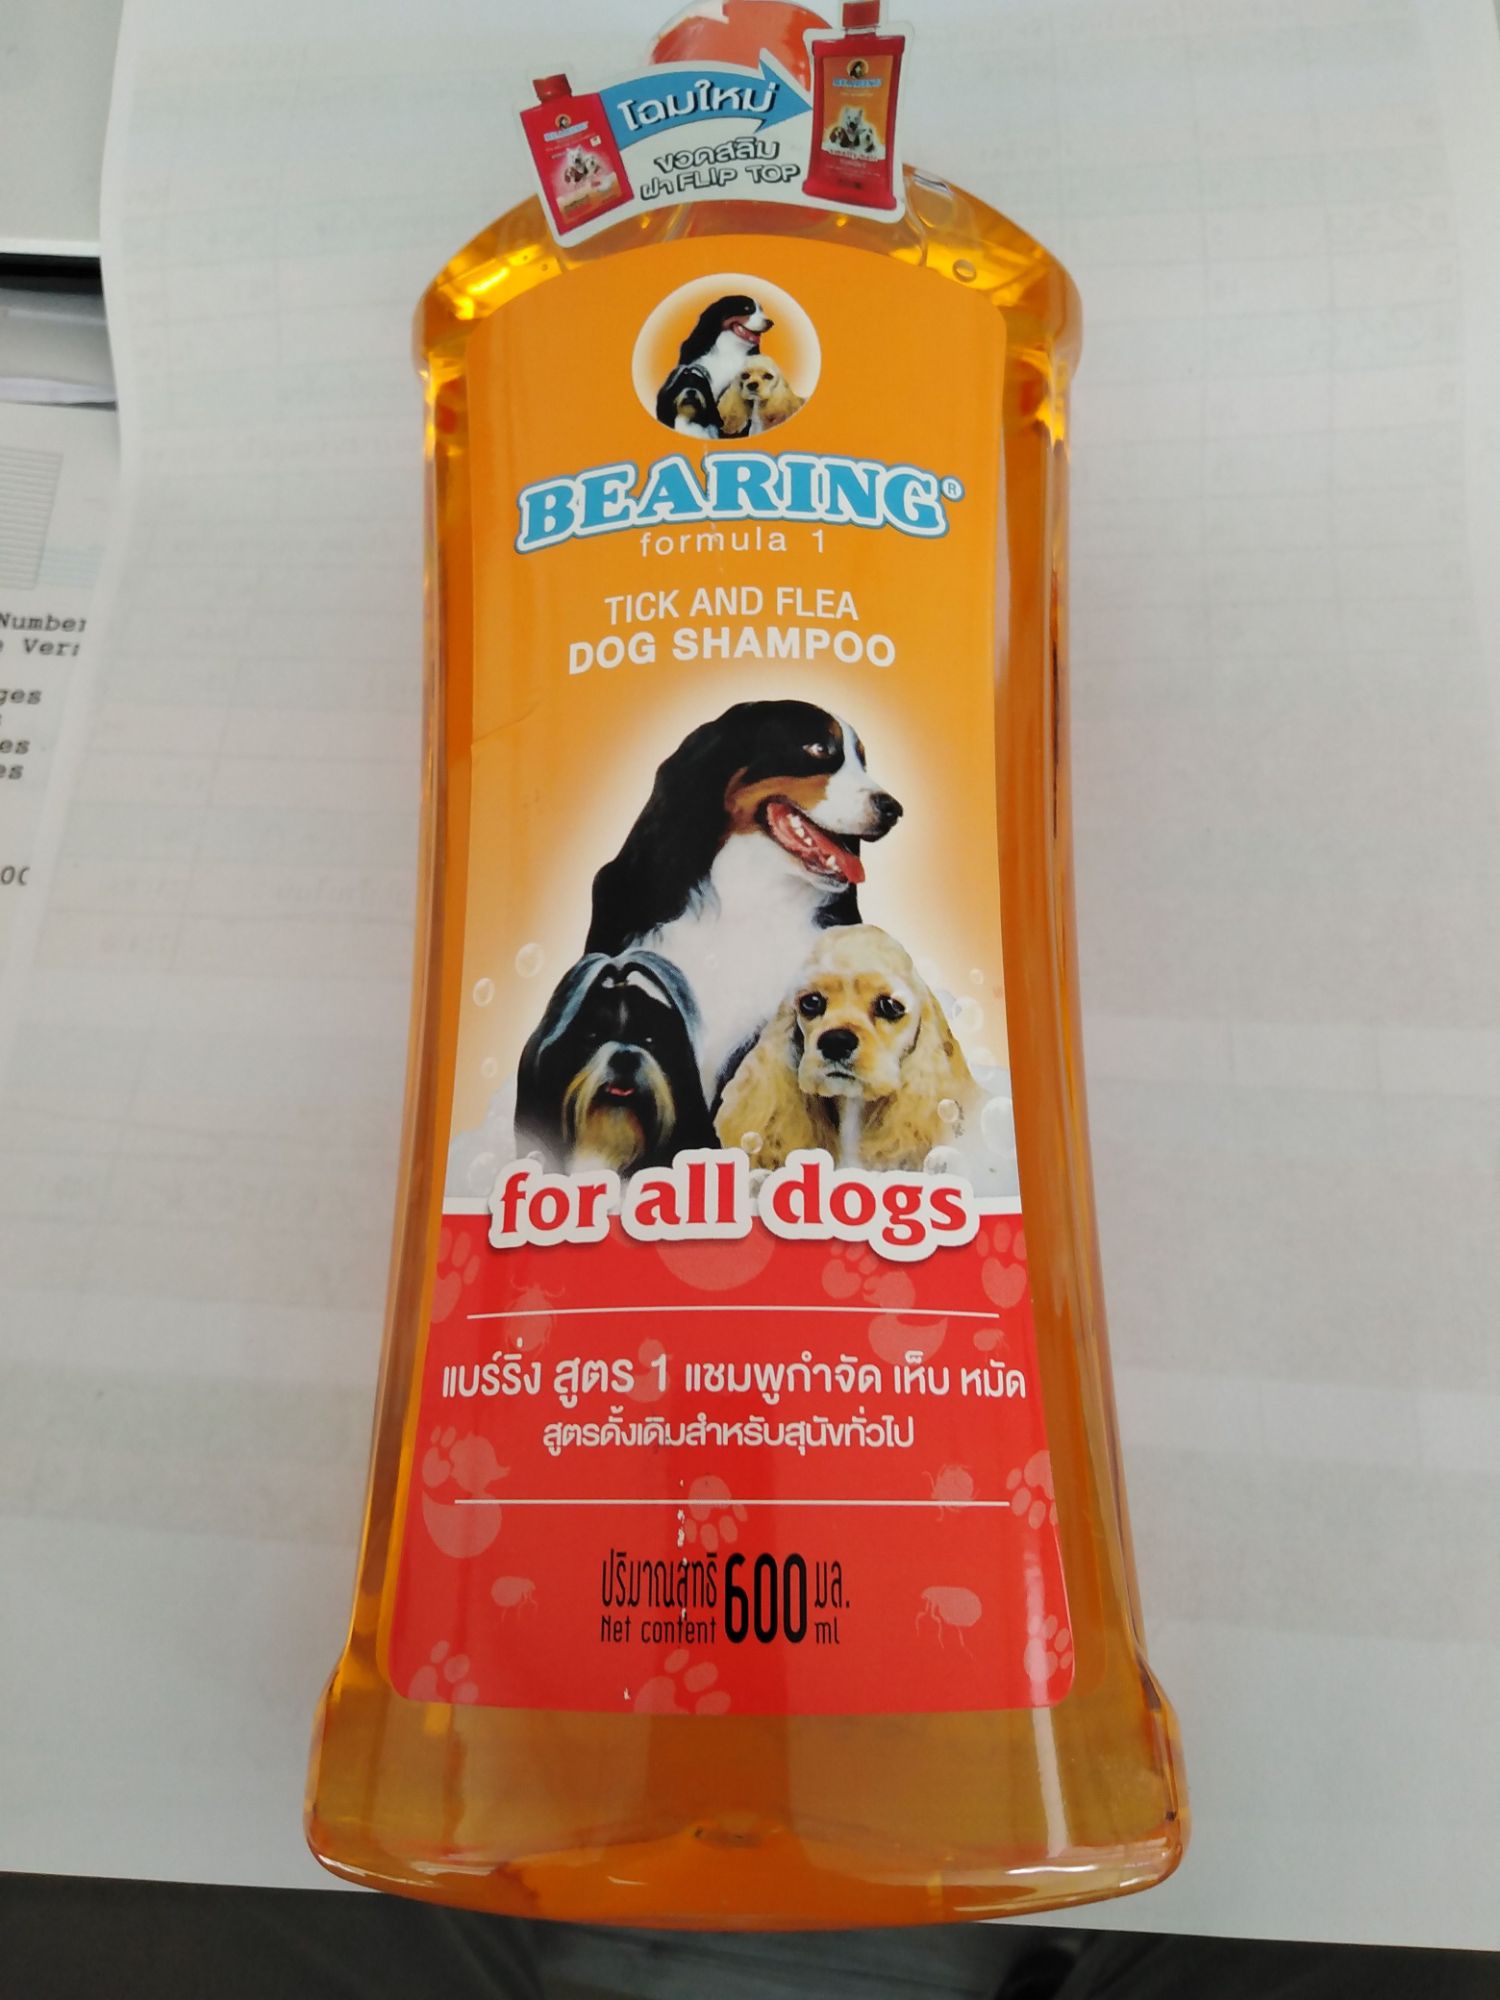 โฉมใหม่
ขวดสลิม
ฝา FLIP TOP
BEARING
BEARING
BEARING®
formula 1
TICK AND FLEA
DOG SHAMPOO
for all dogs
แบร์ริ่ง สูตร 1 แชมพูกำจัด เห็บ หมัด
สูตรดั้งเดิมสำหรับสุนัขทั่วไป
ปริมาณสุทธิ 600 มล.
Net content ml